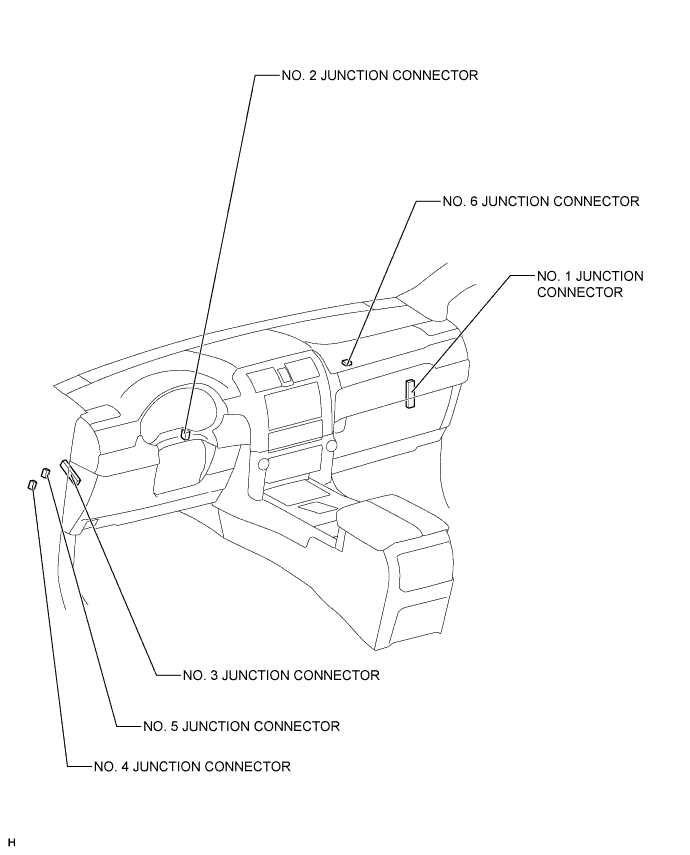 NO. 2 JUNCTION CONNECTOR
NO. 6 JUNCTION CONNECTOR
NO. 1 JUNCTION
CONNECTOR
NO. 3 JUNCTION CONNECTOR
NO. 5 JUNCTION CONNECTOR
NO. 4 JUNCTION CONNECTOR
H